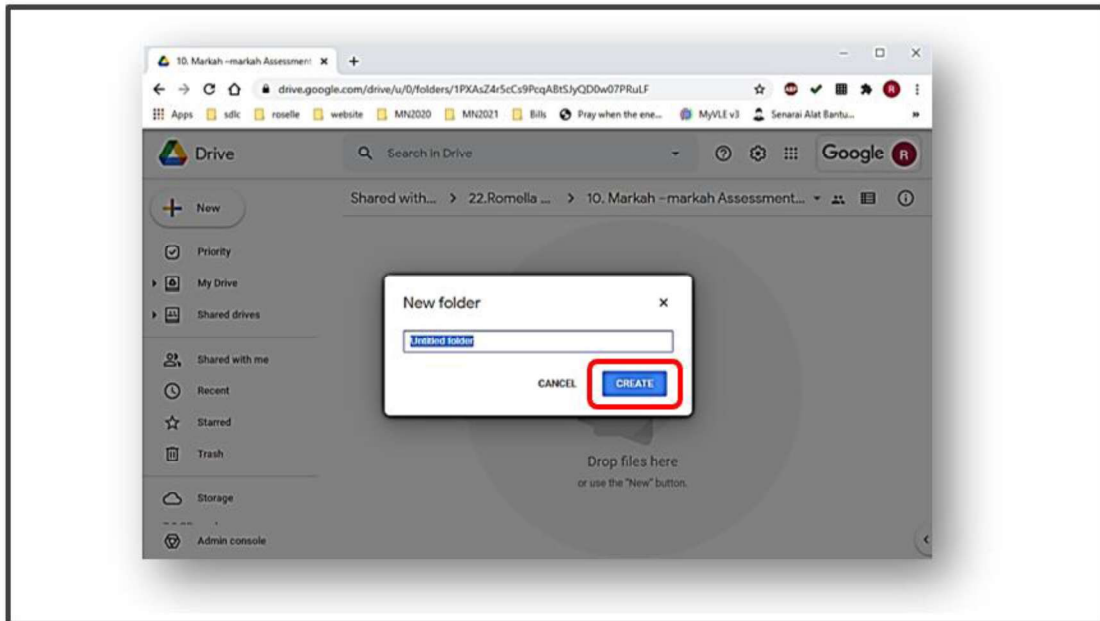 10. Markah –markah Assessment
drive.google.com/drive/u/0/folders/1PXAsZ4r5cCs9PcqABtSJyQD0w07PRuLF
Apps sdlc roselle website MN2020 MN2021 Bills Pray when the ene... MyVLE v3 Senarai Alat Bantu... »
Drive Search in Drive Google R
Shared with... > 22.Romella ... > 10. Markah –markah Assessment...
New
Priority
My Drive
Shared drives
Shared with me
Recent
Starred
Trash
Storage
Admin console
New folder
Untitled folder
CANCEL CREATE
Drop files here
or use the "New" button.